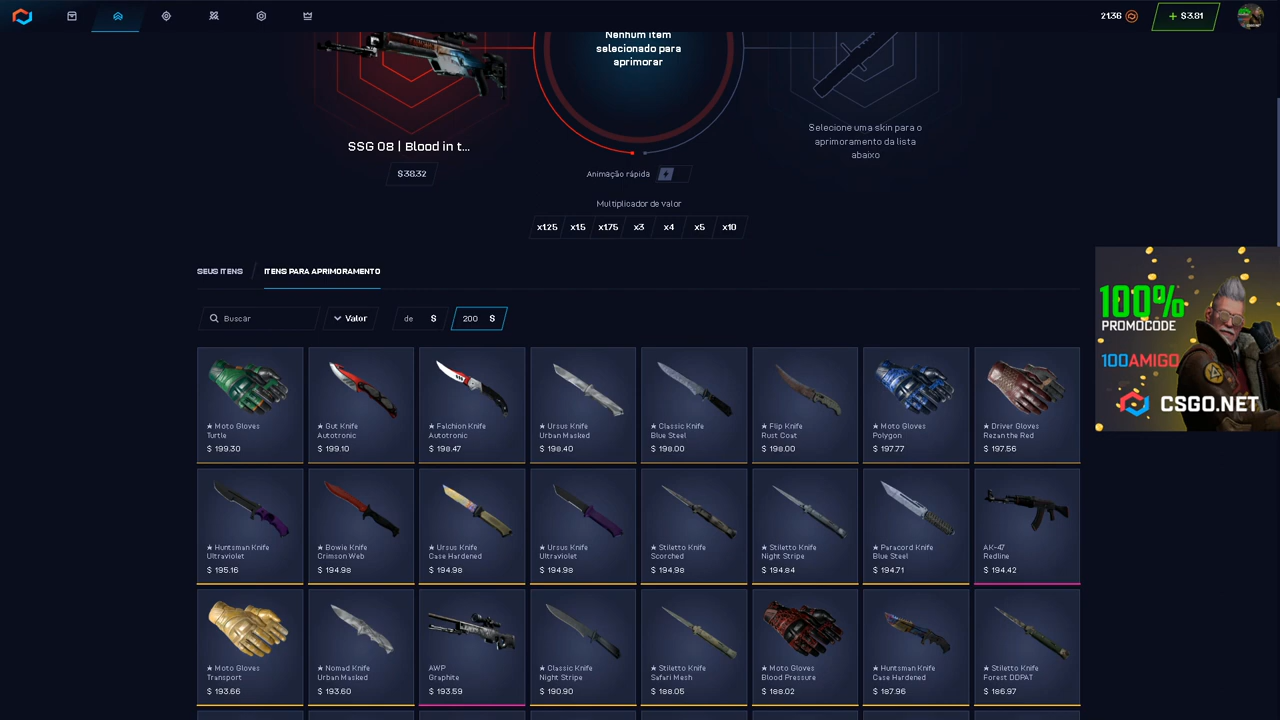 21.36
+ $3.81
Nenhum item
selecionado para
aprimorar
SSG 08 | Blood in t...
$38.32
Selecione uma skin para o
aprimoramento da lista
abaixo
Animação rápida
Multiplicador de valor
x1.25 x1.5 x1.75 x3 x4 x5 x10
SEUS ITENS
ITENS PARA APRIMORAMENTO
Buscar
Valor
de $
200 $
100%
PROMOCODE
100AMIGO
CSGO.NET
★ Moto Gloves
Turtle
$ 199.30
★ Gut Knife
Autotronic
$ 199.10
★ Falchion Knife
Autotronic
$ 198.47
★ Ursus Knife
Urban Masked
$ 198.40
★ Classic Knife
Blue Steel
$ 198.00
★ Flip Knife
Rust Coat
$ 198.00
★ Moto Gloves
Polygon
$ 197.77
★ Driver Gloves
Rezan the Red
$ 197.56
★ Huntsman Knife
Ultraviolet
$ 195.16
★ Bowie Knife
Crimson Web
$ 194.98
★ Ursus Knife
Case Hardened
$ 194.98
★ Ursus Knife
Ultraviolet
$ 194.98
★ Stiletto Knife
Scorched
$ 194.98
★ Stiletto Knife
Night Stripe
$ 194.84
★ Paracord Knife
Blue Steel
$ 194.71
AK-47
Redline
$ 194.42
★ Moto Gloves
Transport
$ 193.66
★ Nomad Knife
Urban Masked
$ 193.60
AWP
Graphite
$ 193.59
★ Classic Knife
Night Stripe
$ 190.90
★ Stiletto Knife
Safari Mesh
$ 188.05
★ Moto Gloves
Blood Pressure
$ 188.02
★ Huntsman Knife
Case Hardened
$ 187.96
★ Stiletto Knife
Forest DDPAT
$ 186.97